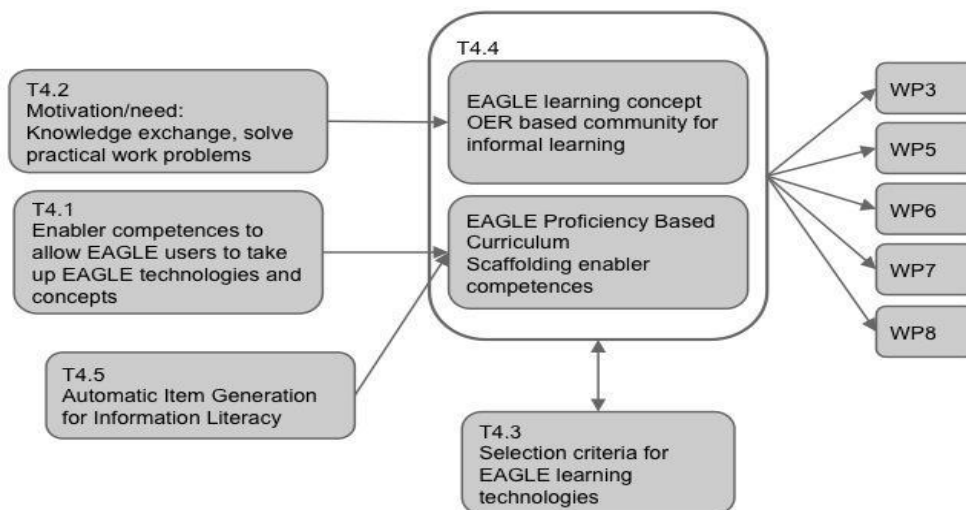 T4.2
Motivation/need:
Knowledge exchange, solve
practical work problems
T4.1
Enabler competences to
allow EAGLE users to take
up EAGLE technologies and
concepts
T4.5
Automatic Item Generation
for Information Literacy
T4.4
EAGLE learning concept
OER based community for
informal learning
EAGLE Proficiency Based
Curriculum
Scaffolding enabler
competences
T4.3
Selection criteria for
EAGLE learning
technologies
WP3
WP5
WP6
WP7
WP8